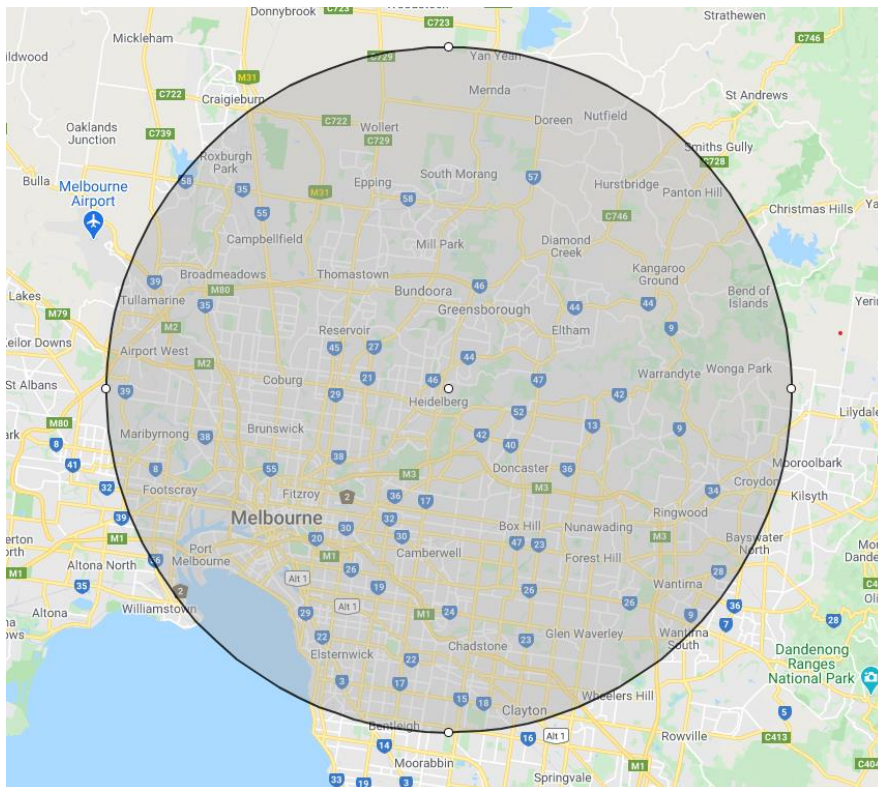 Donnybrook
C723
C723
Strathewen
Mickleham
C746
ildwood
M31
C729
Yan Yean
C722
Craigieburn
Mernda
St Andrews
Oaklands
Junction
C739
C722
Wollert
C729
Doreen
Nutfield
Smiths Gully
C728
Roxburgh
Park
58
35
M31
Epping
58
South Morang
57
Hurstbridge
Panton Hill
Bulla
Melbourne
Airport
55
C746
Christmas Hills
Campbellfield
Mill Park
Diamond
Creek
Kangaroo
Ground
39
Broadmeadows
M80
Thomastown
46
Bend of
Islands
Lakes
Tullamarine
35
Bundoora
Greensborough
44
44
Yerin
M79
M2
Reservoir
Eltham
9
eilor Downs
Airport West
M2
45
27
44
St Albans
39
Coburg
21
29
46
47
42
Warrandyte
Wonga Park
Heidelberg
52
Lilydale
M80
8
ark
Maribyrnong
38
Brunswick
42
40
13
9
41
8
55
38
M3
Doncaster
36
Mooroolbark
32
Footscray
Fitzroy
2
36
17
M3
34
Croydon
Kilsyth
39
Melbourne
32
Ringwood
erton
orth
M1
20
30
30
Box Hill
Nunawading
M3
Bayswater
North
M1
Altona North
56
Port
Melbourne
M1
Camberwell
47
23
Forest Hill
35
2
Alt 1
26
19
26
Wantirna
28
Altona
Williamstown
29
Alt 1
M1
24
26
9
36
7
28
ows
22
Chadstone
23
Glen Waverley
Wantirna
South
Elsternwick
22
Dandenong
Ranges
National Park
3
17
15
18
Clayton
Wheelers Hill
5
Bentleigh
14
16
Alt 1
Rowville
C413
Moorabbin
M1
C404
33
19
3
Springvale